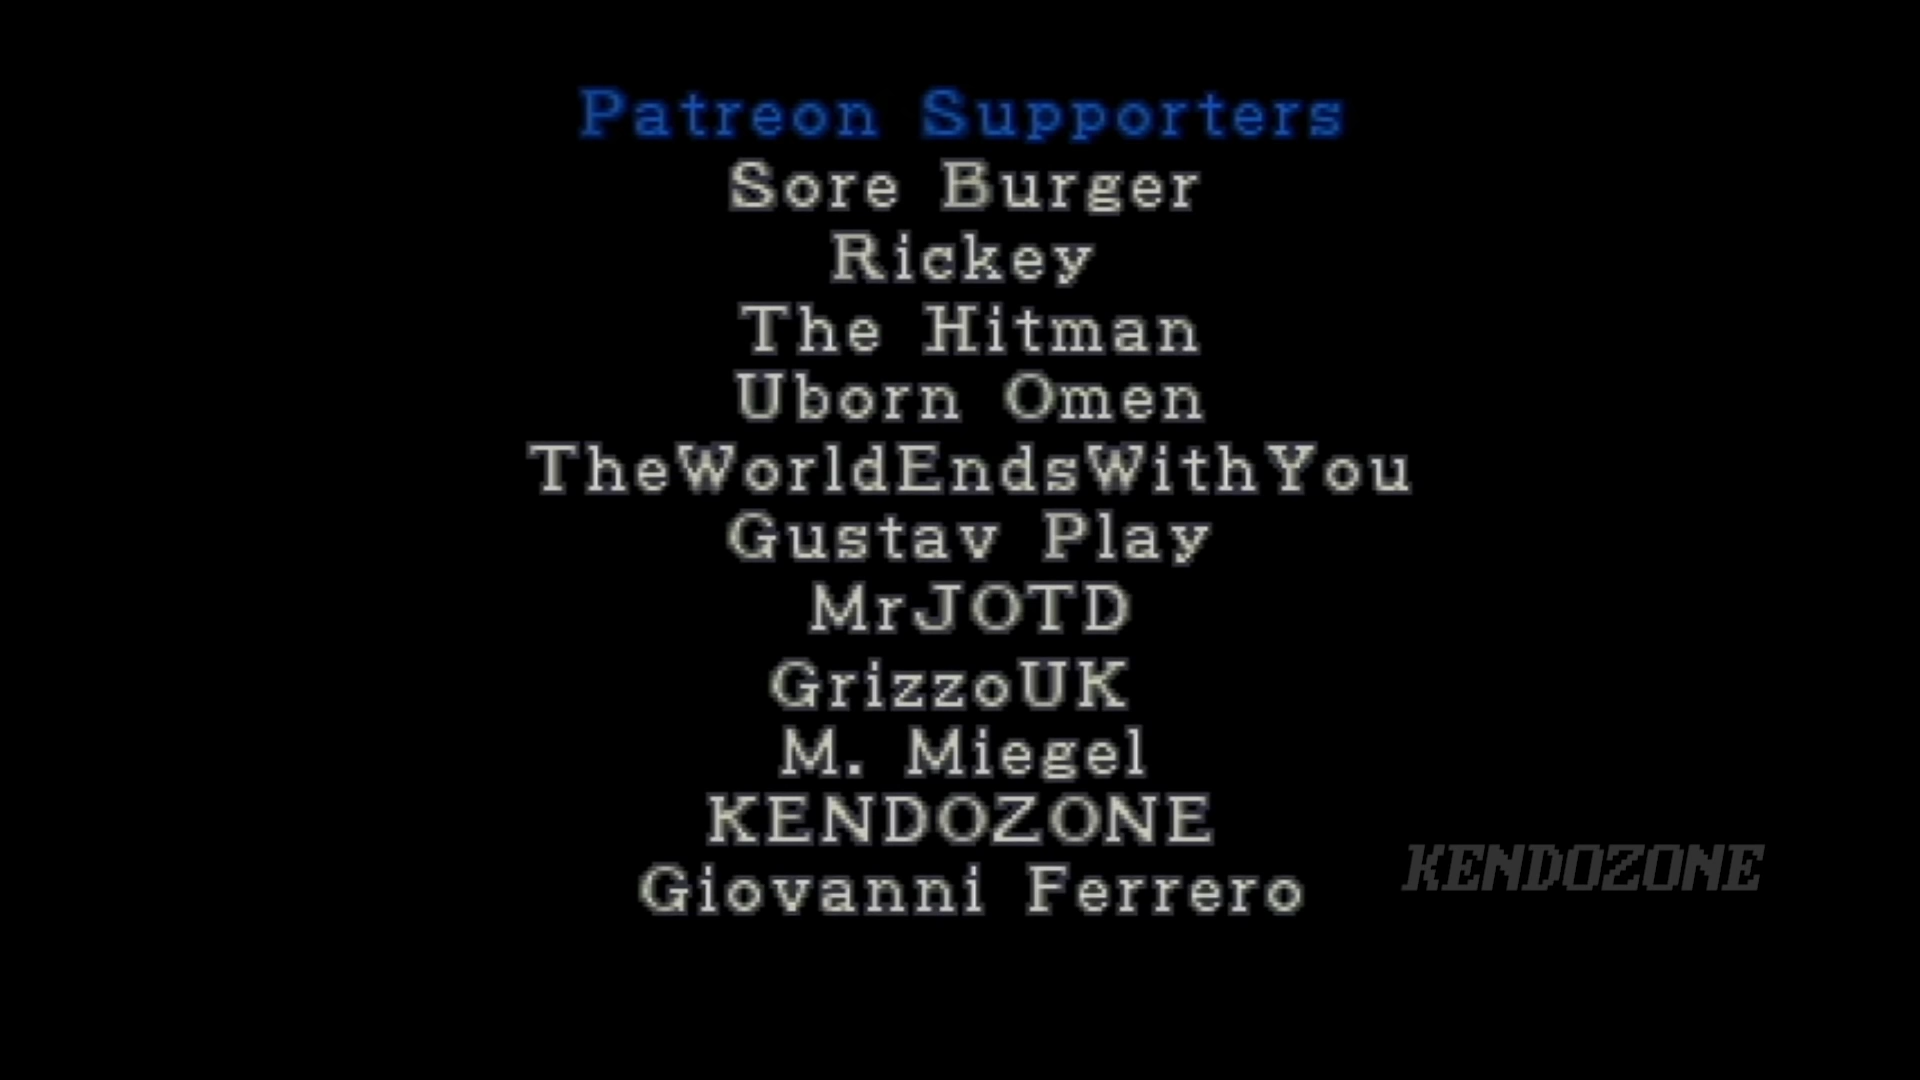 Patreon Supporters
Sore Burger
Rickey
The Hitman
Uborn Omen
TheWorldEndsWithYou
Gustav Play
MrJOTD
GrizzoUK
M. Miegel
KENDOZONE
KENDOZONE
Giovanni Ferrero